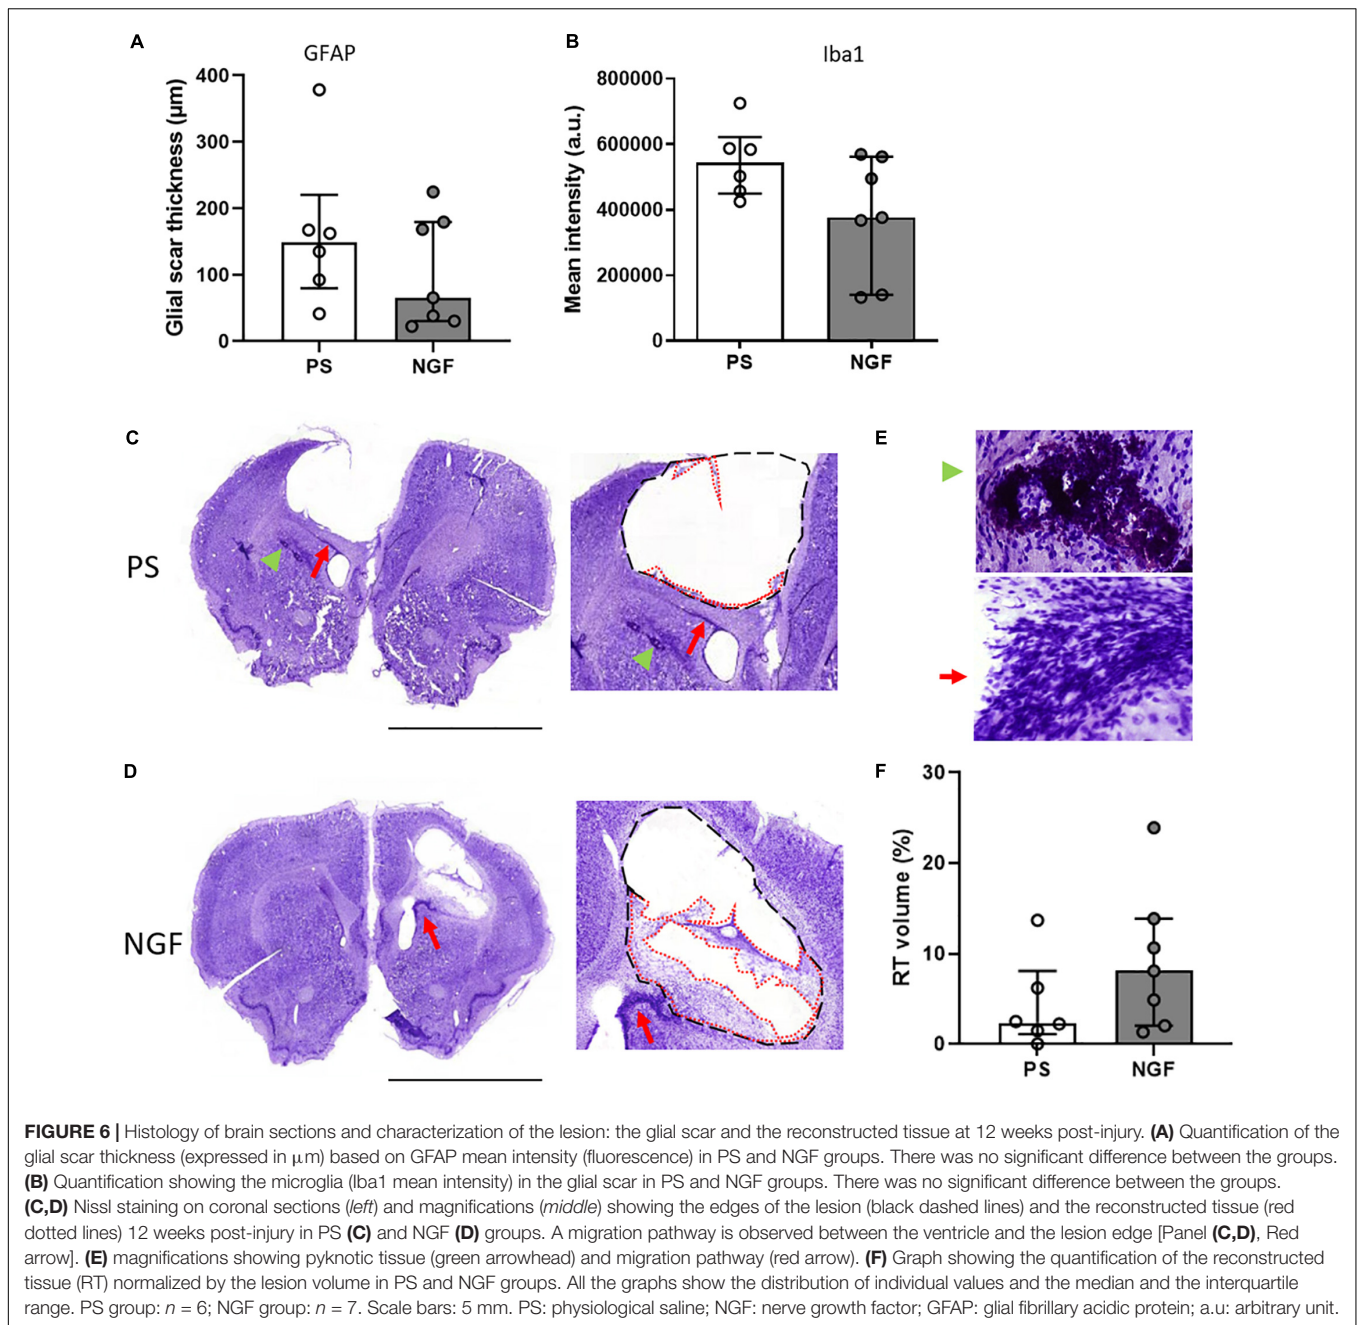 A
GFAP
Glial scar thickness (µm)
400
300
200
100
0
PS
NGF
B
Iba1
Mean intensity (a.u.)
800000
600000
400000
200000
0
PS
NGF
C
PS
E
D
NGF
F
RT volume (%)
30
20
10
0
PS
NGF
FIGURE 6 | Histology of brain sections and characterization of the lesion: the glial scar and the reconstructed tissue at 12 weeks post-injury. (A) Quantification of the
glial scar thickness (expressed in µm) based on GFAP mean intensity (fluorescence) in PS and NGF groups. There was no significant difference between the groups.
(B) Quantification showing the microglia (Iba1 mean intensity) in the glial scar in PS and NGF groups. There was no significant difference between the groups.
(C,D) Nissl staining on coronal sections (left) and magnifications (middle) showing the edges of the lesion (black dashed lines) and the reconstructed tissue (red
dotted lines) 12 weeks post-injury in PS (C) and NGF (D) groups. A migration pathway is observed between the ventricle and the lesion edge [Panel (C,D), Red
arrow]. (E) magnifications showing pyknotic tissue (green arrowhead) and migration pathway (red arrow). (F) Graph showing the quantification of the reconstructed
tissue (RT) normalized by the lesion volume in PS and NGF groups. All the graphs show the distribution of individual values and the median and the interquartile
range. PS group: n = 6; NGF group: n = 7. Scale bars: 5 mm. PS: physiological saline; NGF: nerve growth factor; GFAP: glial fibrillary acidic protein; a.u: arbitrary unit.